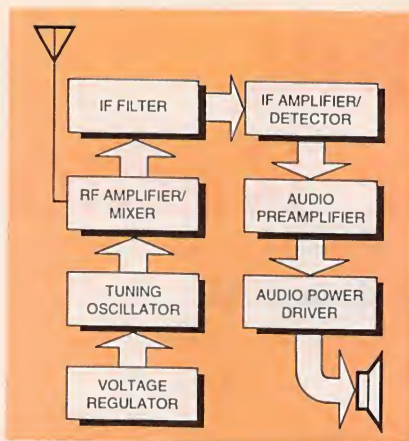 IF FILTER
IF AMPLIFIER/
DETECTOR
RF AMPLIFIER/
MIXER
AUDIO
PREAMPLIFIER
TUNING
OSCILLATOR
AUDIO POWER
DRIVER
VOLTAGE
REGULATOR